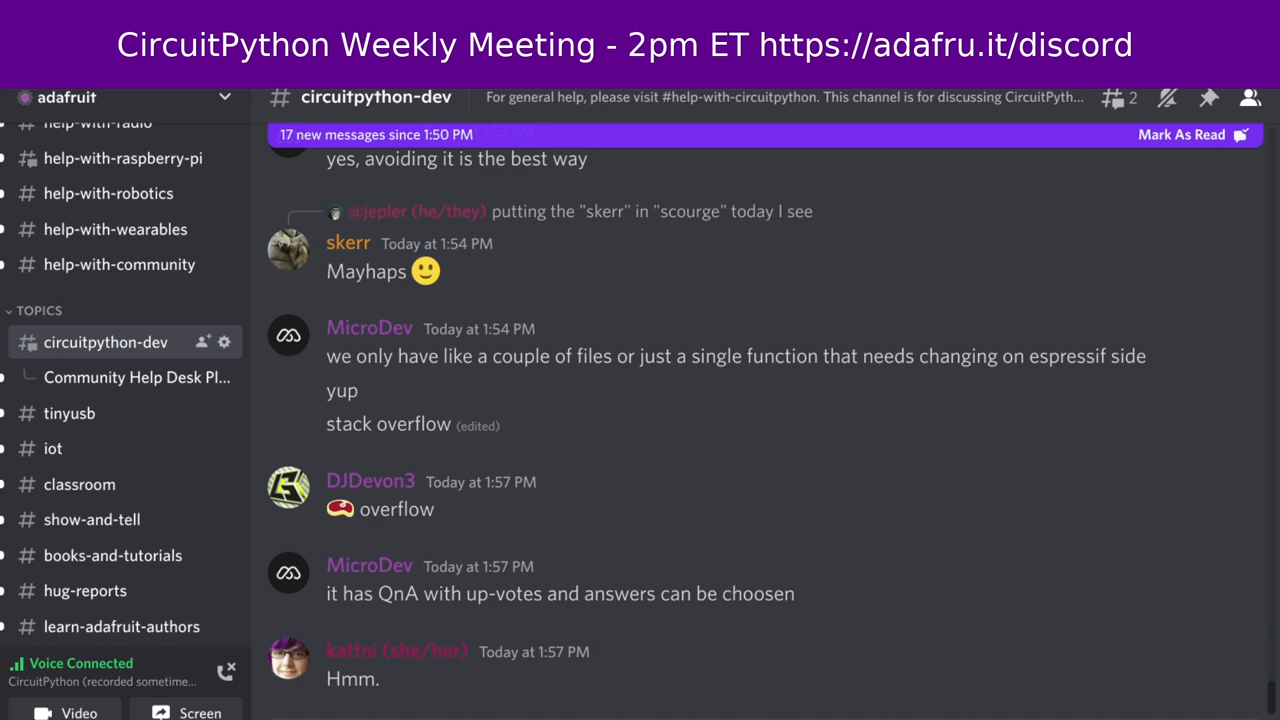 CircuitPython Weekly Meeting - 2pm ET https://adafru.it/discord
adafruit
help-with-radio
help-with-raspberry-pi
help-with-robotics
help-with-wearables
help-with-community
TOPICS
circuitpython-dev
Community Help Desk Pl...
tinyusb
iot
classroom
show-and-tell
books-and-tutorials
hug-reports
learn-adafruit-authors
Voice Connected
CircuitPython (recorded sometime...
Video
Screen
circuitpython-dev
For general help, please visit #help-with-circuitpython. This channel is for discussing CircuitPyth...
2
17 new messages since 1:50 PM
Mark As Read
yes, avoiding it is the best way
@jepler (he/they) putting the "skerr" in "scourge" today I see
skerr Today at 1:54 PM
Mayhaps
MicroDev Today at 1:54 PM
we only have like a couple of files or just a single function that needs changing on espressif side
yup
stack overflow (edited)
DJDevon3 Today at 1:57 PM
overflow
MicroDev Today at 1:57 PM
it has QnA with up-votes and answers can be choosen
kattni (she/her) Today at 1:57 PM
Hmm.